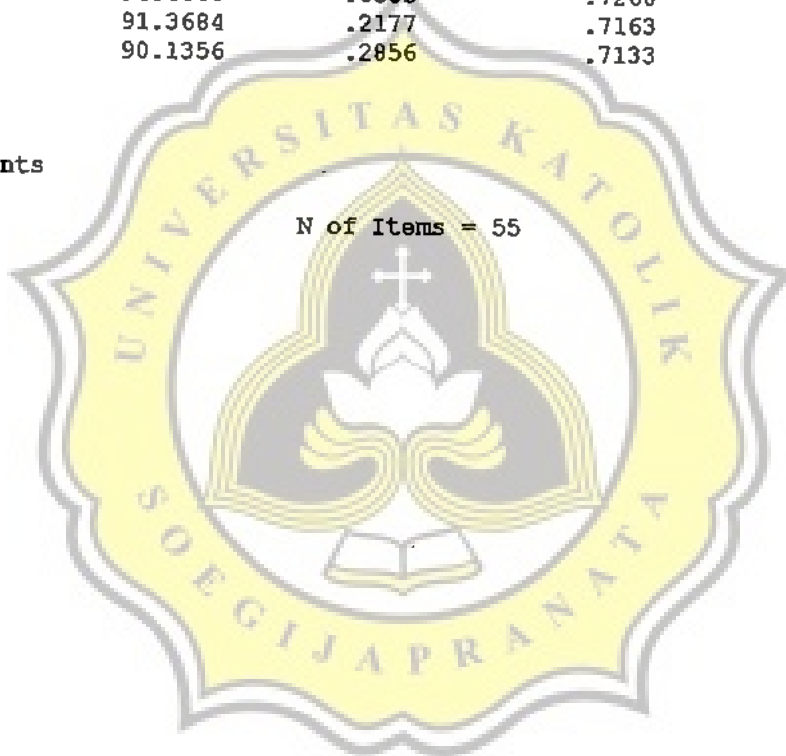 91.3684 .2177 .7163
90.1356 .2856 .7133
nts
N of Items = 55
UNIVERSITAS KATOLIK
SOEGIJAPRANATA